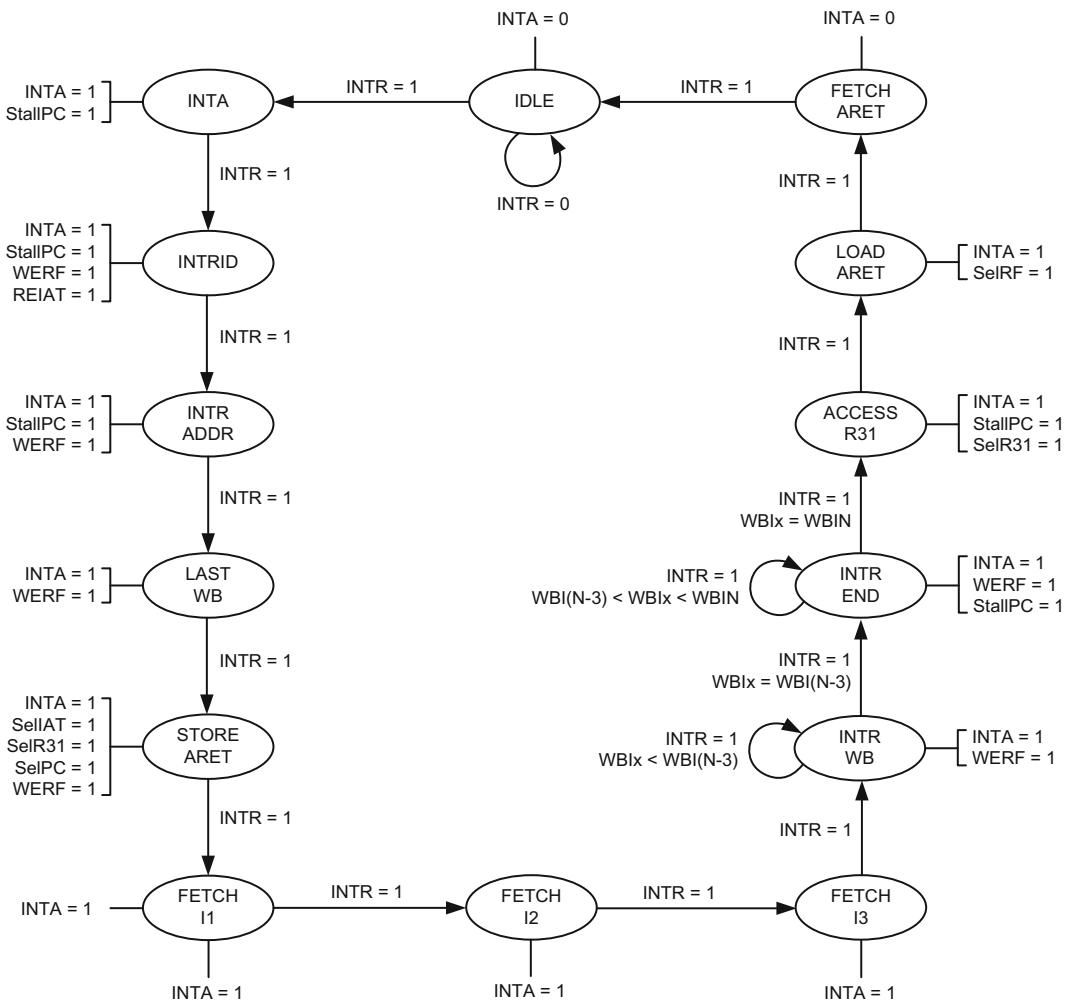 INTA = 0
INTA = 0
INTA = 1
StallPC = 1
INTA
INTR = 1
IDLE
INTR = 1
FETCH
ARET
INTR = 0
INTR = 1
INTR = 1
INTA = 1
StallPC = 1
WERF = 1
REIAT = 1
INTRID
LOAD
ARET
INTA = 1
SelRF = 1
INTR = 1
INTR = 1
INTA = 1
StallPC = 1
WERF = 1
INTR
ADDR
ACCESS
R31
INTA = 1
StallPC = 1
SelR31 = 1
INTR = 1
INTR = 1
WBIx = WBIN
INTA = 1
WERF = 1
LAST
WB
INTR = 1
WBI(N-3) < WBIx < WBIN
INTR
END
INTA = 1
WERF = 1
StallPC = 1
INTR = 1
INTR = 1
WBIx = WBI(N-3)
INTA = 1
SelIAT = 1
SelR31 = 1
SelPC = 1
WERF = 1
STORE
ARET
INTR = 1
WBIx < WBI(N-3)
INTR
WB
INTA = 1
WERF = 1
INTR = 1
INTR = 1
INTA = 1
FETCH
I1
INTR = 1
FETCH
I2
INTR = 1
FETCH
I3
INTA = 1
INTA = 1
INTA = 1